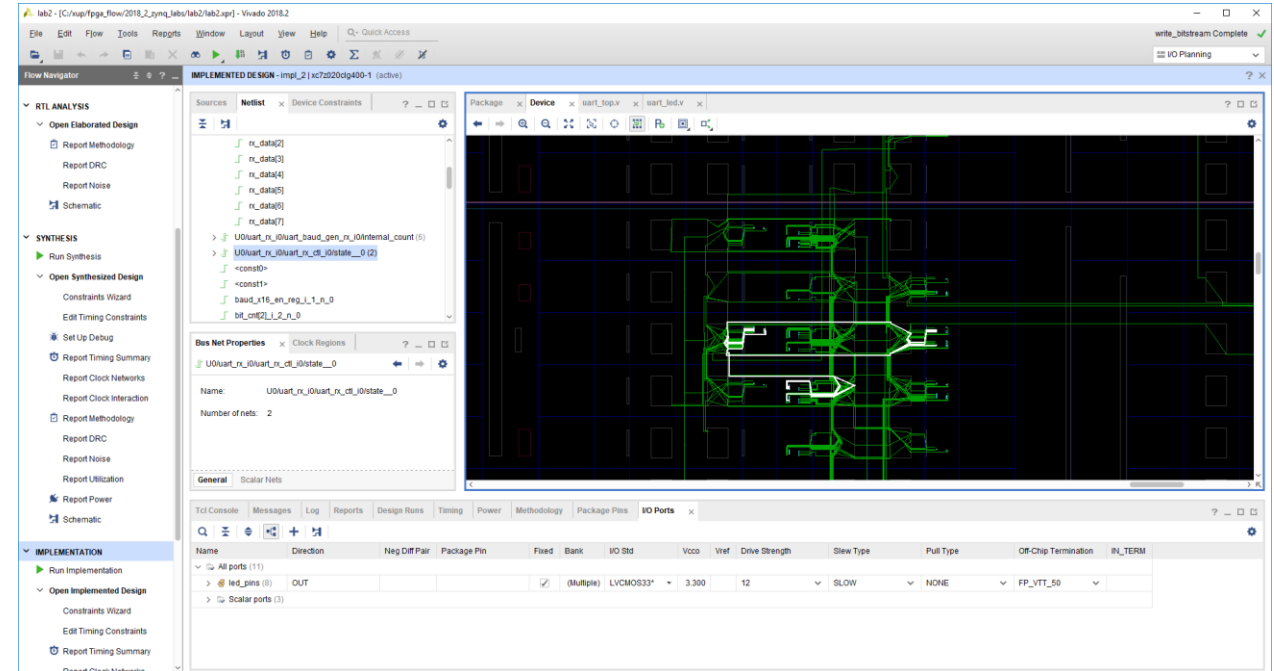 lab2 - [C:/xup/fpga_flow/2018_2_zynq_labs/lab2/lab2.xpr] - Vivado 2018.2
File Edit Flow Tools Reports Window Layout View Help Quick Access write_bitstream Complete
I/O Planning
Flow Navigator
IMPLEMENTED DESIGN - impl_2 | xc7z020clg400-1 (active)
RTL ANALYSIS
Open Elaborated Design
Report Methodology
Report DRC
Report Noise
Schematic
SYNTHESIS
Run Synthesis
Open Synthesized Design
Constraints Wizard
Edit Timing Constraints
Set Up Debug
Report Timing Summary
Report Clock Networks
Report Clock Interaction
Report Methodology
Report DRC
Report Noise
Report Utilization
Report Power
Schematic
IMPLEMENTATION
Run Implementation
Open Implemented Design
Constraints Wizard
Edit Timing Constraints
Report Timing Summary
Report Clock Networks
Sources Netlist Device Constraints
rx_data[2]
rx_data[3]
rx_data[4]
rx_data[5]
rx_data[6]
rx_data[7]
U0/uart_rx_i0/uart_baud_gen_rx_i0/internal_count (6)
U0/uart_rx_i0/uart_rx_ctl_i0/state__0 (2)
<const0>
<const1>
baud_x16_en_reg_i_1_n_0
bit_cnt[2]_i_2_n_0
Bus Net Properties Clock Regions
U0/uart_rx_i0/uart_rx_ctl_i0/state__0
Name: U0/uart_rx_i0/uart_rx_ctl_i0/state__0
Number of nets: 2
General Scalar Nets
Package Device uart_top.v uart_led.v
Tcl Console Messages Log Reports Design Runs Timing Power Methodology Package Pins I/O Ports
Name Direction Neg Diff Pair Package Pin Fixed Bank I/O Std Vcco Vref Drive Strength Slew Type Pull Type Off-Chip Termination IN_TERM
All ports (11)
led_pins (8) OUT (Multiple) LVCMOS33* 3.300 12 SLOW NONE FP_VTT_50
Scalar ports (3)